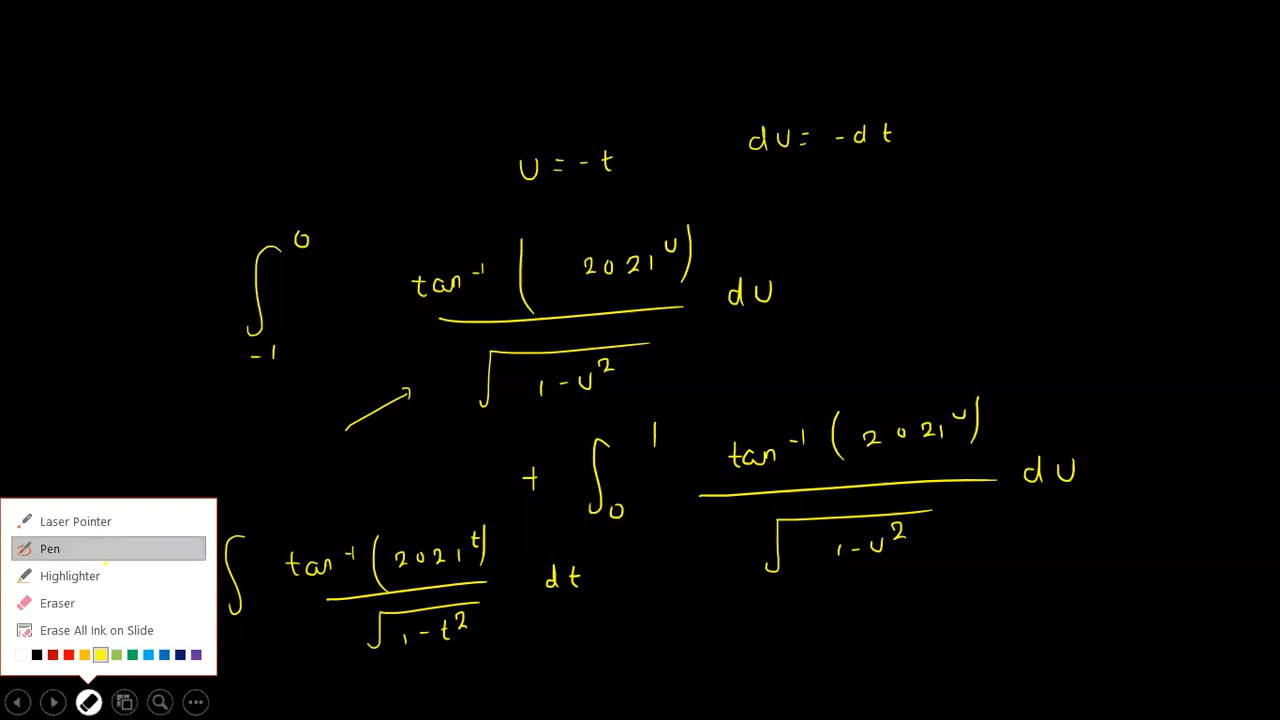 u = -t
du = -dt
∫_{-1}^{0} tan⁻¹(2021^u) / √(1-u²) du
+ ∫_{0}^{1} tan⁻¹(2021^u) / √(1-u²) du
∫ tan⁻¹(2021^t) / √(1-t²) dt
Laser Pointer
Pen
Highlighter
Eraser
Erase All Ink on Slide